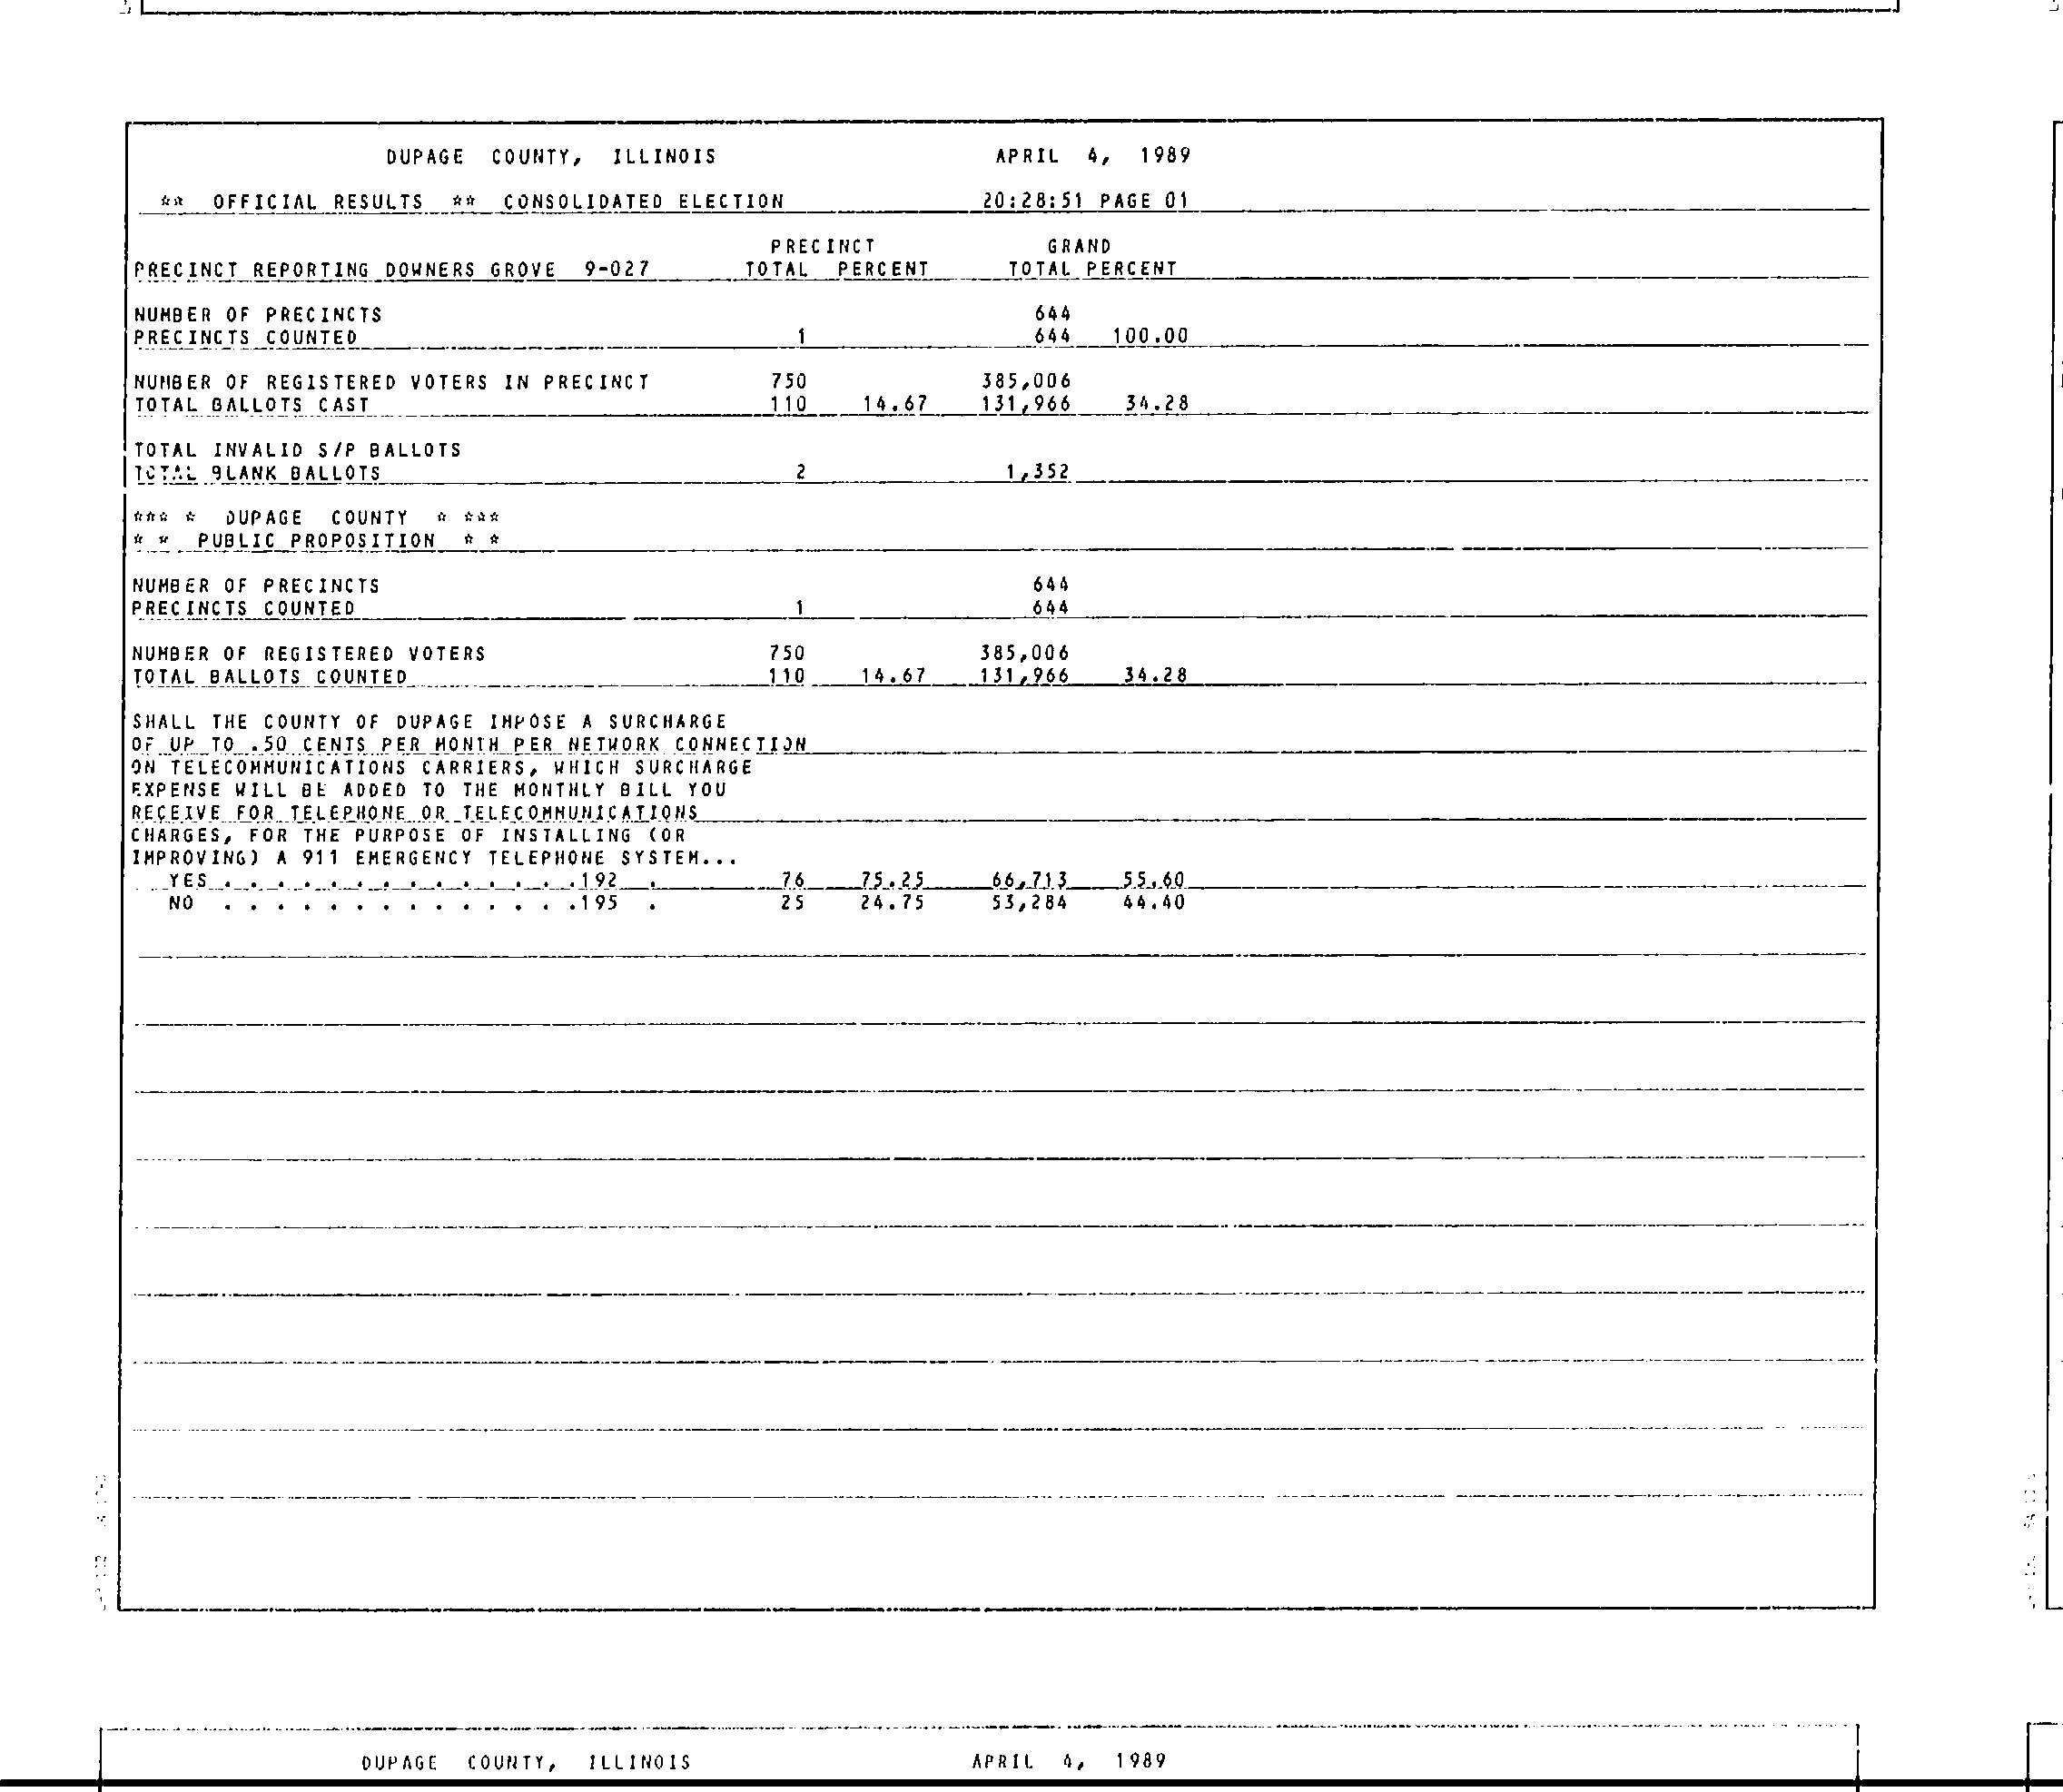 DUPAGE COUNTY, ILLINOIS APRIL 4, 1989
** OFFICIAL RESULTS ** CONSOLIDATED ELECTION 20:28:51 PAGE 01
PRECINCT GRAND
PRECINCT REPORTING DOWNERS GROVE 9-027 TOTAL PERCENT TOTAL PERCENT
NUMBER OF PRECINCTS 644
PRECINCTS COUNTED 1 644 100.00
NUMBER OF REGISTERED VOTERS IN PRECINCT 750 385,006
TOTAL BALLOTS CAST 110 14.67 131,966 34.28
TOTAL INVALID S/P BALLOTS
TOTAL BLANK BALLOTS 2 1,352
*** * DUPAGE COUNTY * ***
* * PUBLIC PROPOSITION * *
NUMBER OF PRECINCTS 644
PRECINCTS COUNTED 1 644
NUMBER OF REGISTERED VOTERS 750 385,006
TOTAL BALLOTS COUNTED 110 14.67 131,966 34.28
SHALL THE COUNTY OF DUPAGE IMPOSE A SURCHARGE
OF UP TO .50 CENTS PER MONTH PER NETWORK CONNECTION
ON TELECOMMUNICATIONS CARRIERS, WHICH SURCHARGE
EXPENSE WILL BE ADDED TO THE MONTHLY BILL YOU
RECEIVE FOR TELEPHONE OR TELECOMMUNICATIONS
CHARGES, FOR THE PURPOSE OF INSTALLING (OR
IMPROVING) A 911 EMERGENCY TELEPHONE SYSTEM...
YES . . . . . . . . . . . . . .192 . 76 75.25 66,713 55.60
NO . . . . . . . . . . . . . .195 . 25 24.75 53,284 44.40
DUPAGE COUNTY, ILLINOIS APRIL 4, 1989